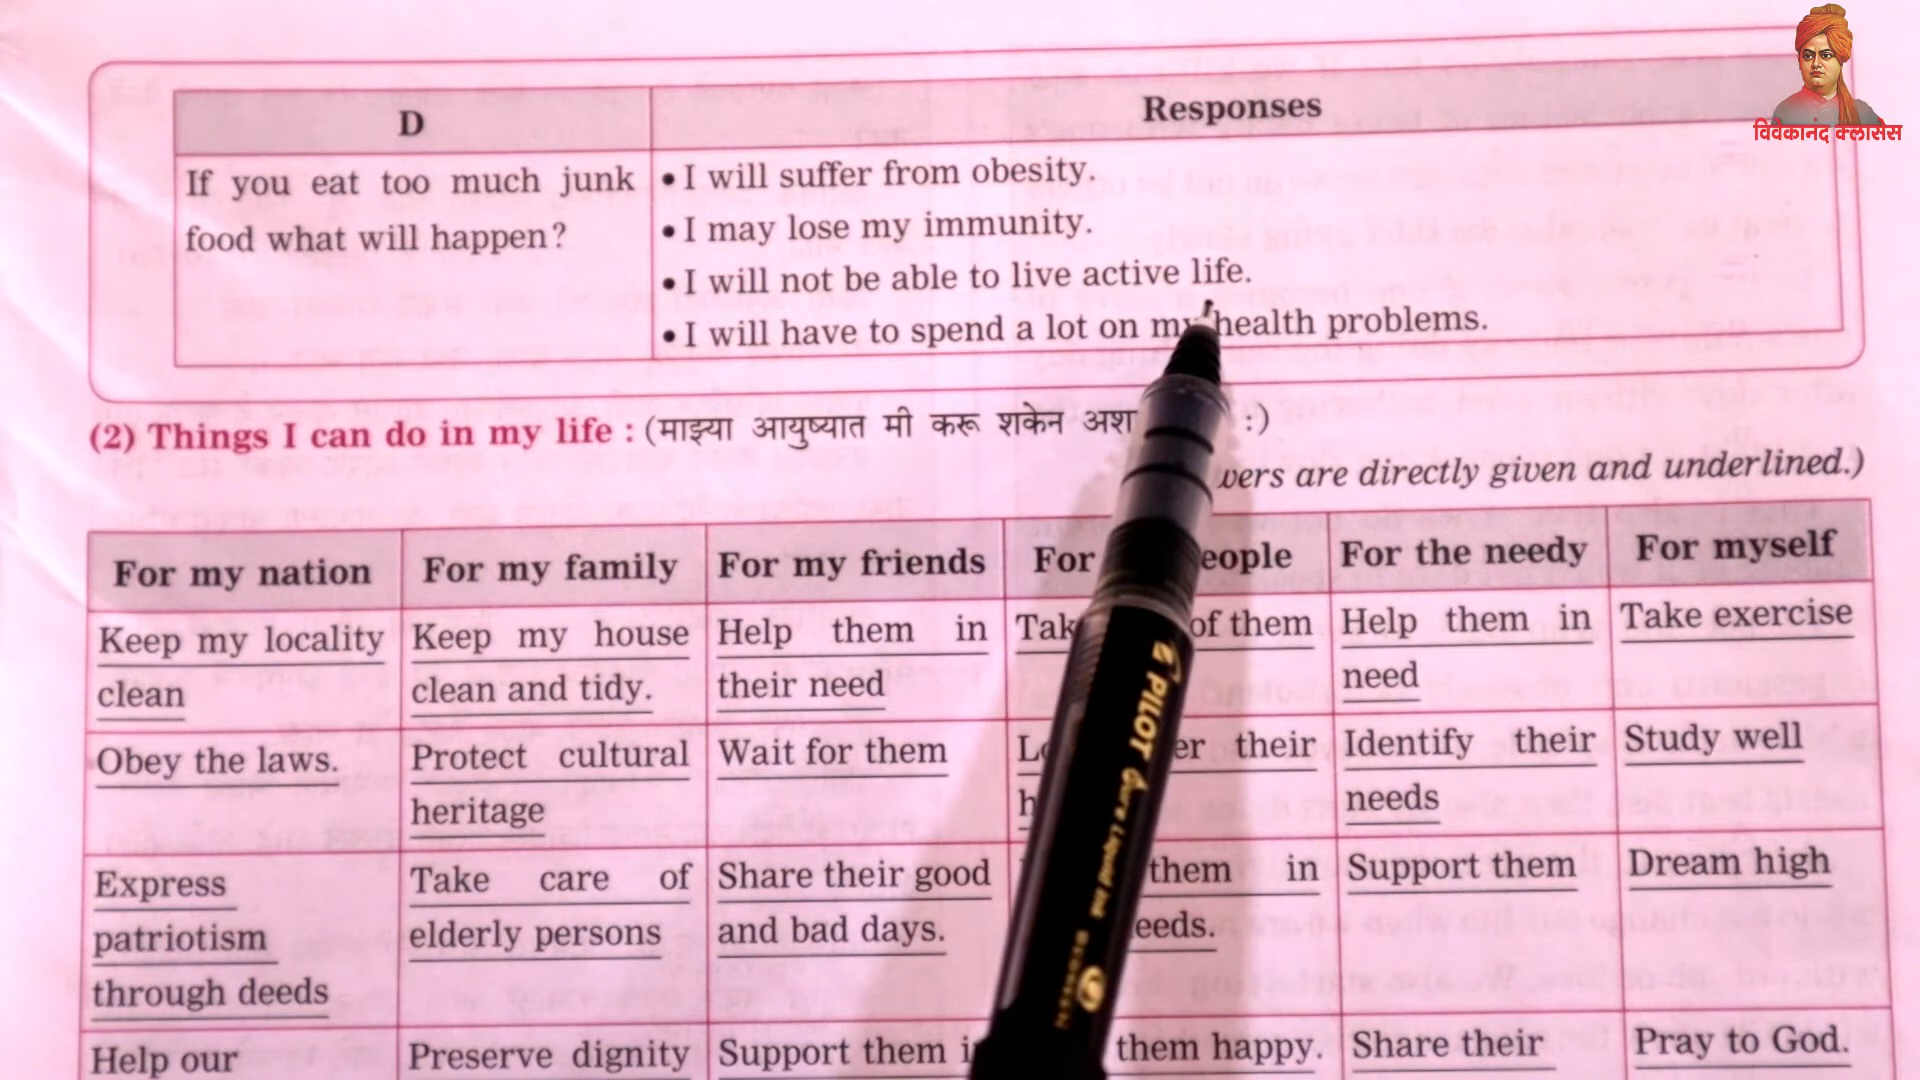 विवेकानंद क्लासेस
D
Responses
If you eat too much junk
food what will happen?
• I will suffer from obesity.
• I may lose my immunity.
• I will not be able to live active life.
• I will have to spend a lot on my health problems.
(2) Things I can do in my life : (माझ्या आयुष्यात मी करू शकेन :)
are directly given and underlined.)
For my nation
For my family
For my friends
For
For the needy
For myself
Keep my locality
clean
Keep my house
clean and tidy.
Help them in
their need
of them
Help them in
need
Take exercise
Obey the laws.
Protect cultural
heritage
Wait for them
their
Identify their
needs
Study well
Express
patriotism
through deeds
Take care of
elderly persons
Share their good
and bad days.
them in
Support them
Dream high
Help our
Preserve dignity
Support them
them happy.
Share their
Pray to God.
PILOT